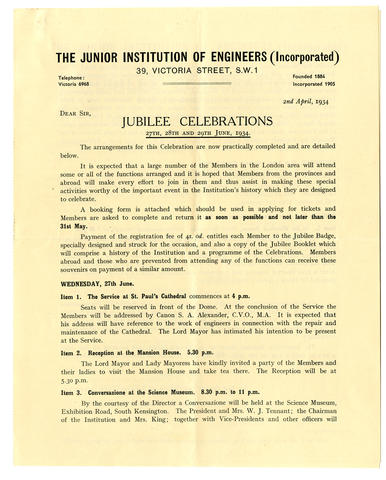 THE JUNIOR INSTITUTION OF ENGINEERS (Incorporated)
39, VICTORIA STREET, S.W.1
Telephone:
Victoria 6968
Founded 1884
Incorporated 1905
2nd April, 1934
DEAR SIR,
JUBILEE CELEBRATIONS
27TH, 28TH AND 29TH JUNE, 1934.
The arrangements for this Celebration are now practically completed and are detailed
below.
It is expected that a large number of the Members in the London area will attend
some or all of the functions arranged and it is hoped that Members from the provinces and
abroad will make every effort to join in them and thus assist in making these special
activities worthy of the important event in the Institution's history which they are designed
to celebrate.
A booking form is attached which should be used in applying for tickets and
Members are asked to complete and return it as soon as possible and not later than the
31st May.
Payment of the registration fee of 4s. 0d. entitles each Member to the Jubilee Badge,
specially designed and struck for the occasion, and also a copy of the Jubilee Booklet which
will comprise a history of the Institution and a programme of the Celebrations. Members
abroad and those who are prevented from attending any of the functions can receive these
souvenirs on payment of a similar amount.
WEDNESDAY, 27th June.
Item 1. The Service at St. Paul's Cathedral commences at 4 p.m.
Seats will be reserved in front of the Dome. At the conclusion of the Service the
Members will be addressed by Canon S. A. Alexander, C.V.O., M.A. It is expected that
his address will have reference to the work of engineers in connection with the repair and
maintenance of the Cathedral. The Lord Mayor has intimated his intention to be present
at the Service.
Item 2. Reception at the Mansion House. 5.30 p.m.
The Lord Mayor and Lady Mayoress have kindly invited a party of the Members and
their ladies to visit the Mansion House and take tea there. The Reception will be at
5.30 p.m.
Item 3. Conversazione at the Science Museum. 8.30 p.m. to 11 p.m.
By the courtesy of the Director a Conversazione will be held at the Science Museum,
Exhibition Road, South Kensington. The President and Mrs. W. J. Tennant; the Chairman
of the Institution and Mrs. King; together with Vice-Presidents and other officers will